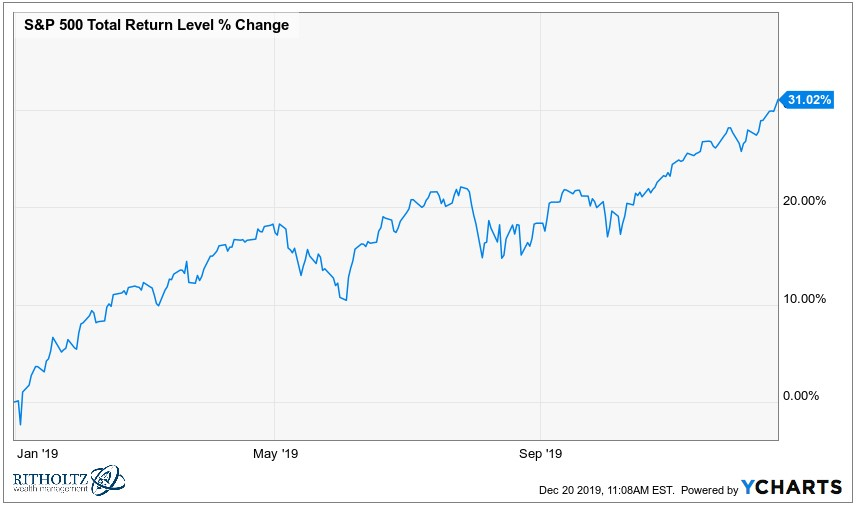 S&P 500 Total Return Level % Change
31.02%
20.00%
10.00%
0.00%
Jan '19 May '19 Sep '19
RITHOLTZ
wealth management
Dec 20 2019, 11:08AM EST. Powered by YCHARTS